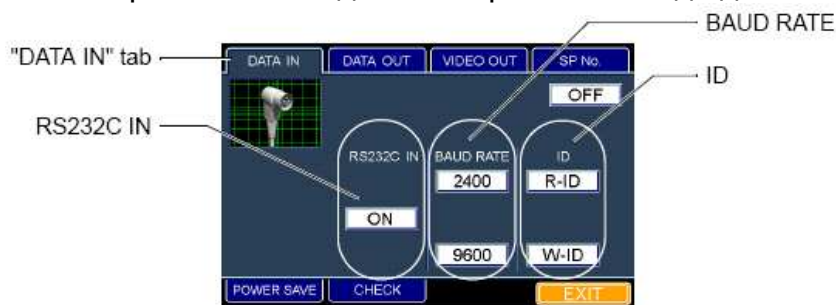 BAUD RATE
"DATA IN" tab
DATA IN DATA OUT VIDEO OUT SP No.
ID
OFF
RS232C IN
RS232C IN BAUD RATE ID
2400 R-ID
ON
9600 W-ID
POWER SAVE CHECK EXIT